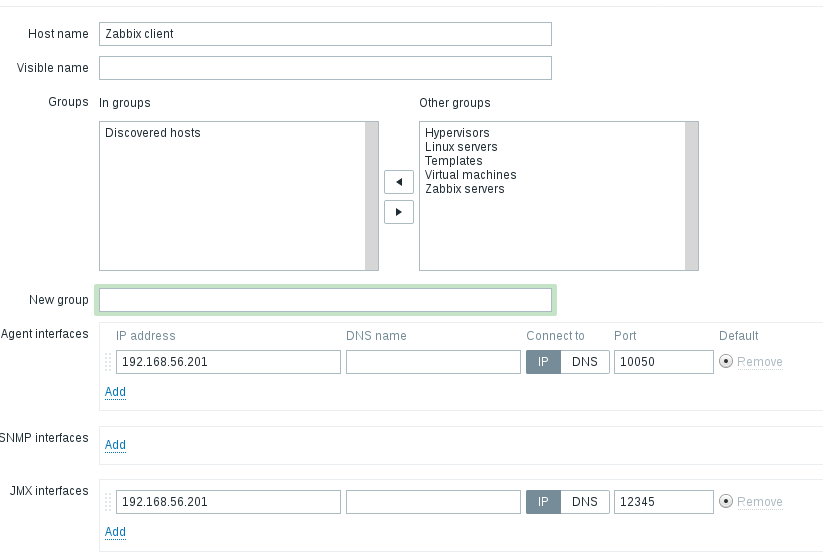 Host name Zabbix client
Visible name
Groups In groups Other groups
Discovered hosts
Hypervisors
Linux servers
Templates
Virtual machines
Zabbix servers
New group
Agent interfaces IP address DNS name Connect to Port Default
192.168.56.201 IP DNS 10050 Remove
Add
SNMP interfaces Add
JMX interfaces 192.168.56.201 IP DNS 12345 Remove
Add